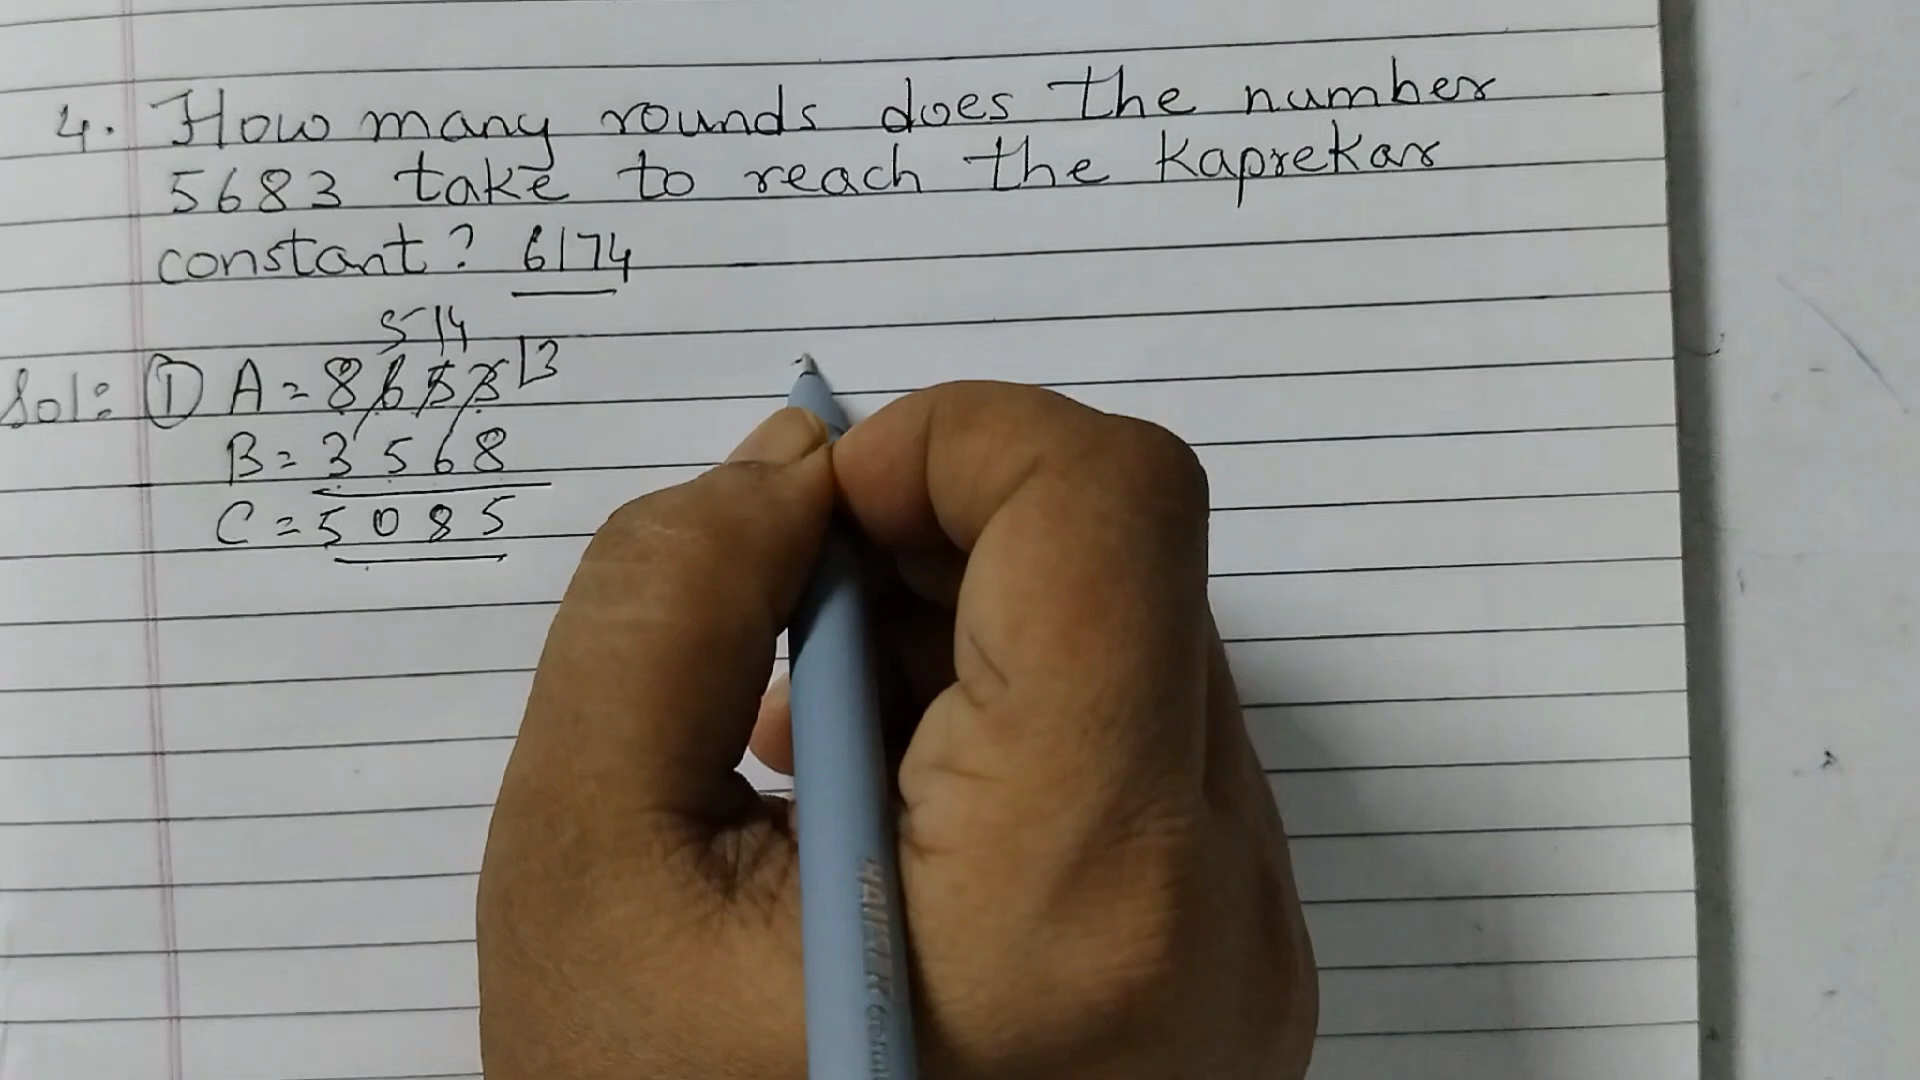 4. How many rounds does the number
5683 take to reach the Kaprekar
constant? 6174
5 14
Sol: ① A = 8653 13
B = 3568
C = 5085